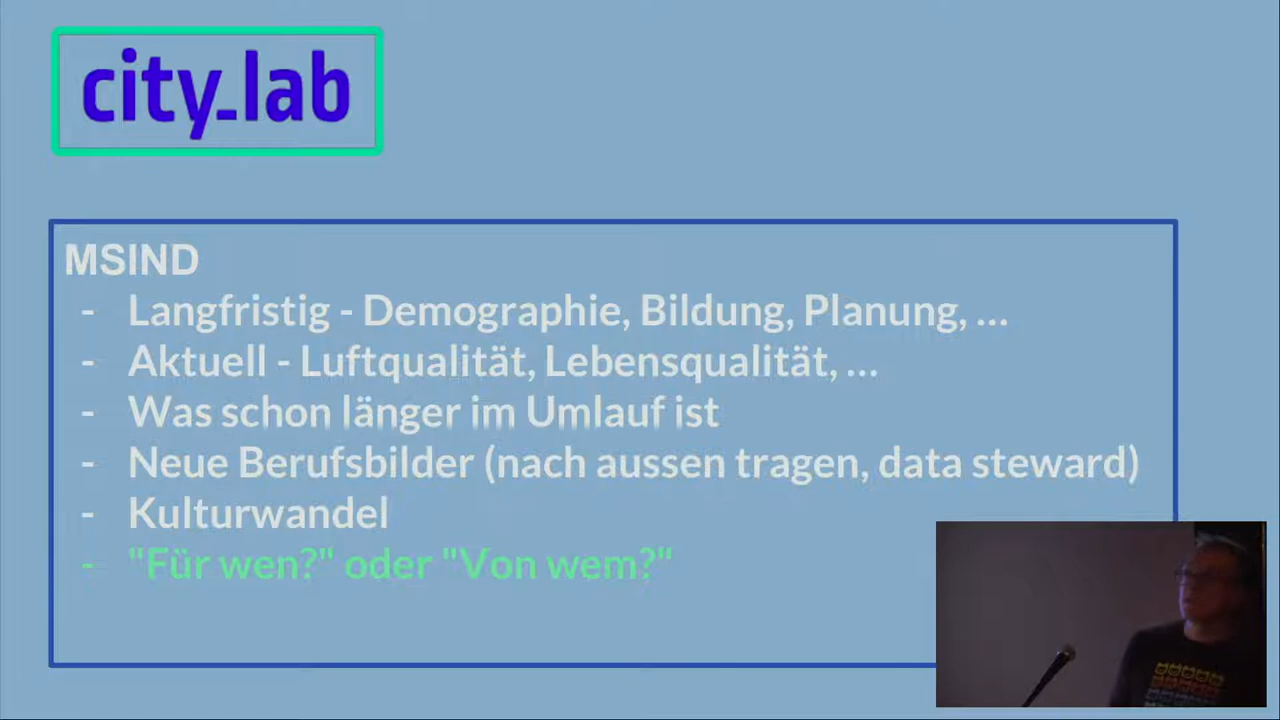 city_lab
MSIND
- Langfristig - Demographie, Bildung, Planung, ...
- Aktuell - Luftqualität, Lebensqualität, ...
- Was schon länger im Umlauf ist
- Neue Berufsbilder (nach aussen tragen, data steward)
- Kulturwandel
- "Für wen?" oder "Von wem?"